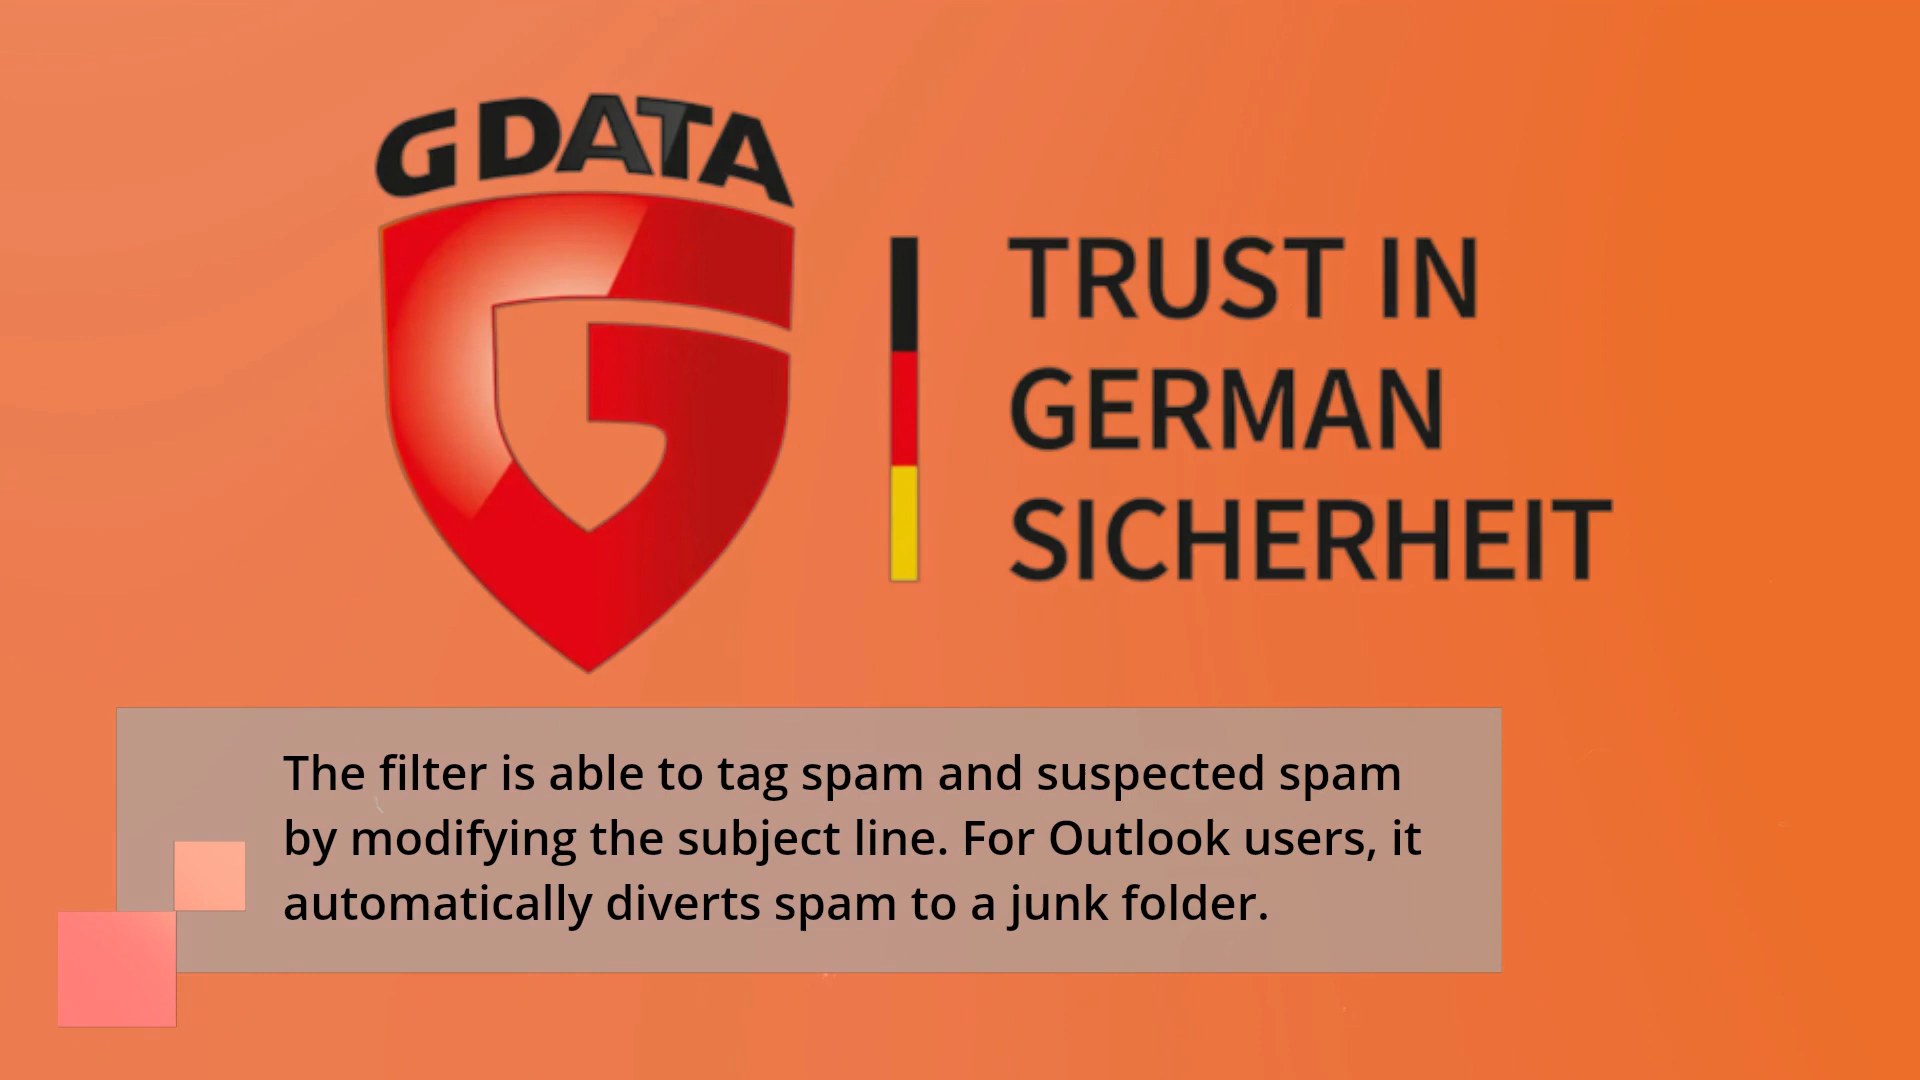 G DATA
TRUST IN
GERMAN
SICHERHEIT
The filter is able to tag spam and suspected spam
by modifying the subject line. For Outlook users, it
automatically diverts spam to a junk folder.